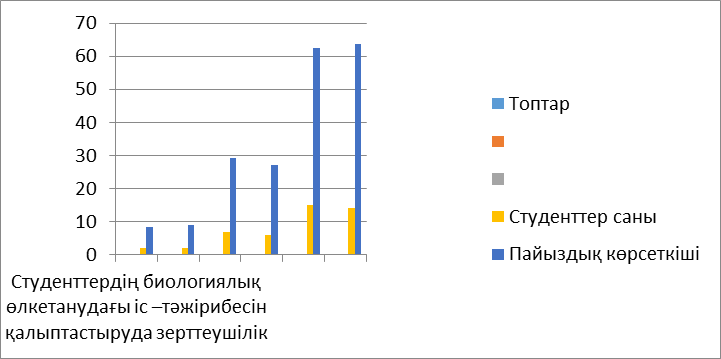 70
60
50
40
30
20
10
0
Студенттердің биологиялық
өлкетанудағы іс –тәжірибесін
қалыптастыруда зерттеушілік
Топтар
Студенттер саны
Пайыздық көрсеткіші